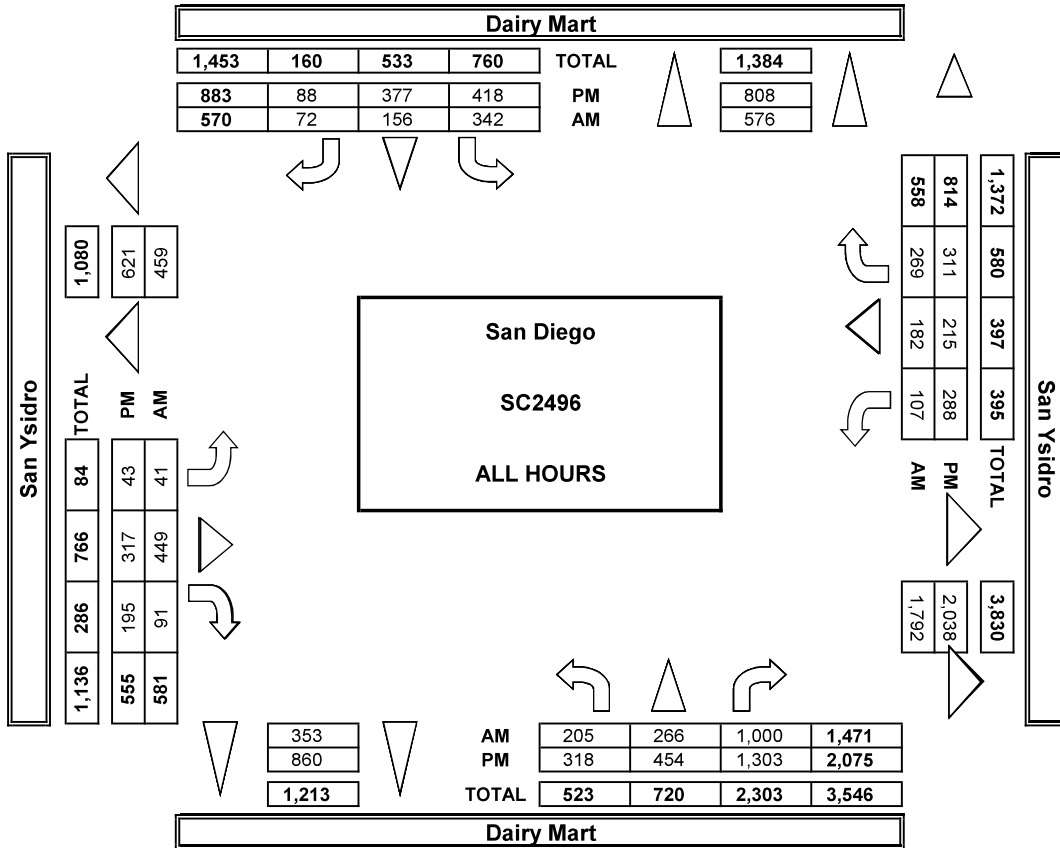 Dairy Mart
1,453 160 533 760 TOTAL 1,384
883 88 377 418 PM 808
570 72 156 342 AM 576
San Ysidro
1,080
621
459
TOTAL
PM
AM
84 766 286 1,136
43 317 195 555
41 449 91 581
San Diego
SC2496
ALL HOURS
1,372 580 397 395 TOTAL
814 311 215 288 PM
558 269 182 107 AM
3,830
2,038
1,792
San Ysidro
353 AM 205 266 1,000 1,471
860 PM 318 454 1,303 2,075
1,213 TOTAL 523 720 2,303 3,546
Dairy Mart